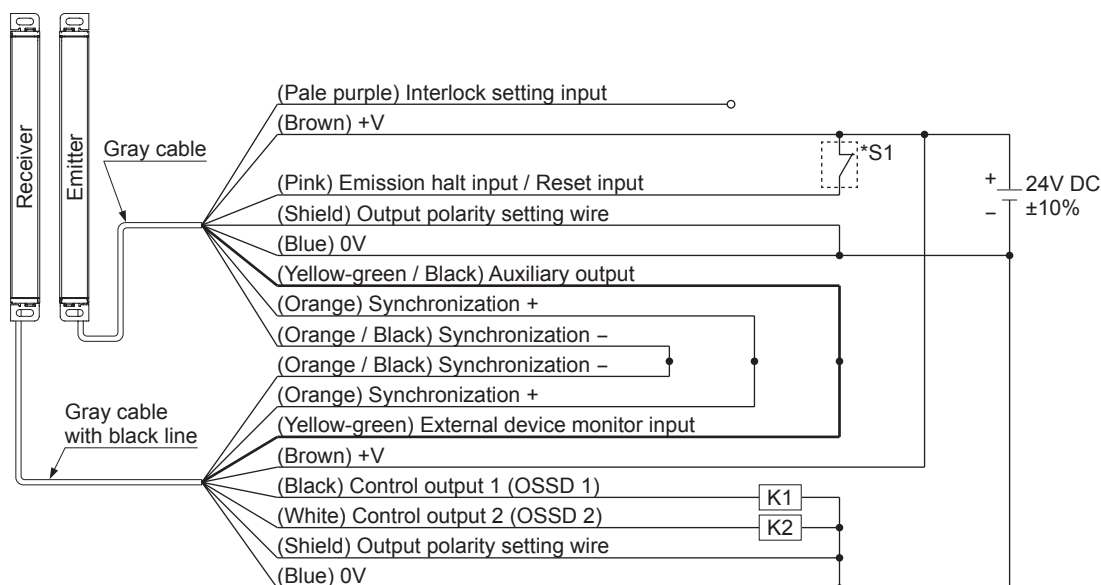 Receiver
Emitter
Gray cable
(Pale purple) Interlock setting input
(Brown) +V
*S1
(Pink) Emission halt input / Reset input
+
−
24V DC
±10%
(Shield) Output polarity setting wire
(Blue) 0V
(Yellow-green / Black) Auxiliary output
(Orange) Synchronization +
(Orange / Black) Synchronization −
(Orange / Black) Synchronization −
(Orange) Synchronization +
Gray cable
with black line
(Yellow-green) External device monitor input
(Brown) +V
(Black) Control output 1 (OSSD 1)
K1
(White) Control output 2 (OSSD 2)
K2
(Shield) Output polarity setting wire
(Blue) 0V